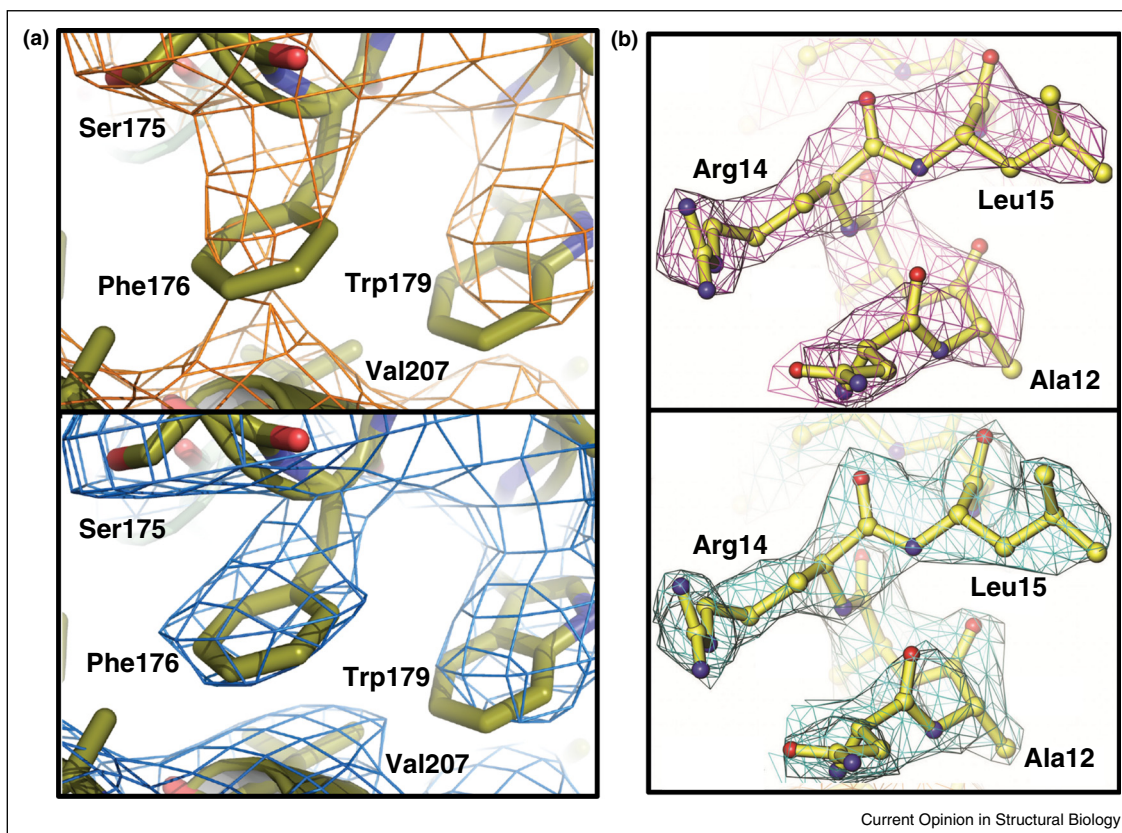 (a)
Ser175
Phe176
Trp179
Val207
Ser175
Phe176
Trp179
Val207
(b)
Arg14
Leu15
Ala12
Arg14
Leu15
Ala12
Current Opinion in Structural Biology